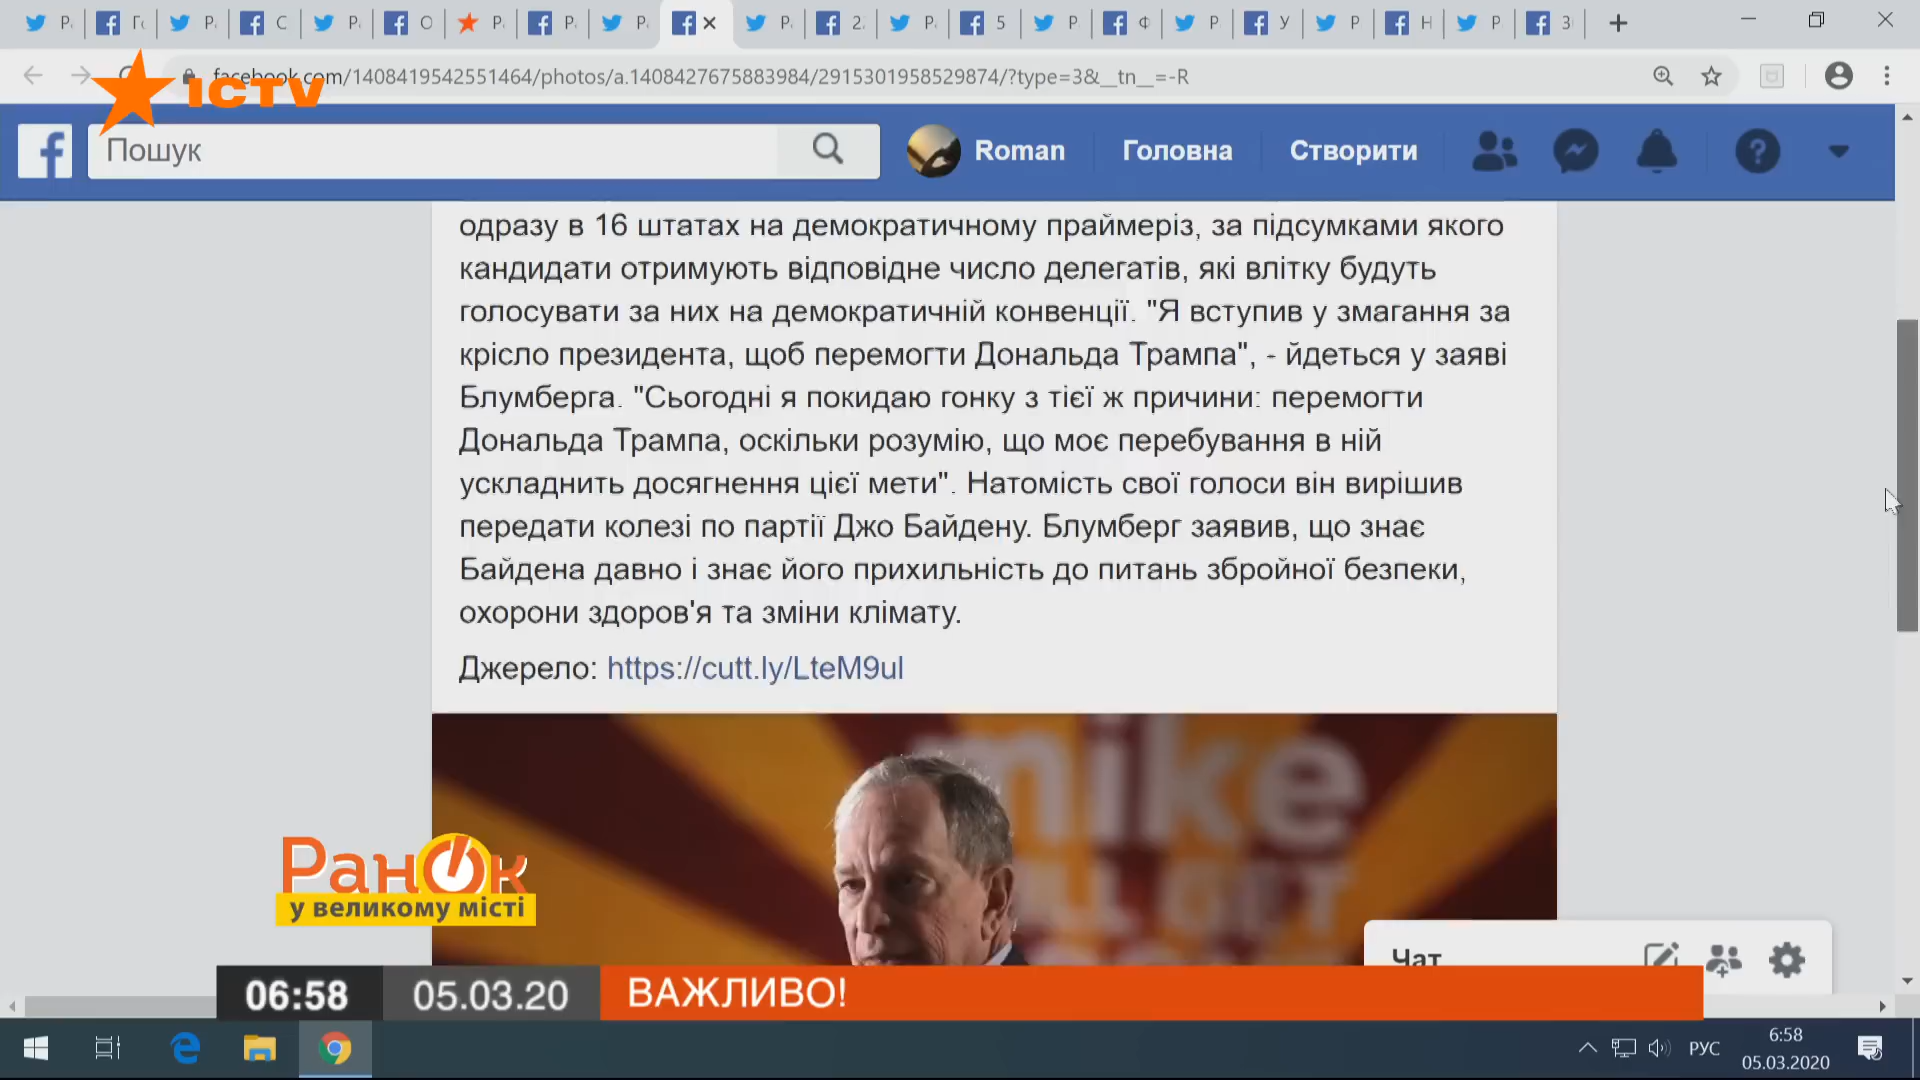 facebook.com/1408419542551464/photos/a.1408427675883984/2915301958529874/?type=3&__tn__=-R
ICTV
Пошук
Roman
Головна
Створити
одразу в 16 штатах на демократичному праймеріз, за підсумками якого
кандидати отримують відповідне число делегатів, які влітку будуть
голосувати за них на демократичній конвенції. "Я вступив у змагання за
крісло президента, щоб перемогти Дональда Трампа", - йдеться у заяві
Блумберга. "Сьогодні я покидаю гонку з тієї ж причини: перемогти
Дональда Трампа, оскільки розумію, що моє перебування в ній
ускладнить досягнення цієї мети". Натомість свої голоси він вирішив
передати колезі по партії Джо Байдену. Блумберг заявив, що знає
Байдена давно і знає його прихильність до питань збройної безпеки,
охорони здоров'я та зміни клімату.
Джерело: https://cutt.ly/LteM9ul
mike
Ранок
у великому місті
Чат
06:58
05.03.20
ВАЖЛИВО!
РУС
6:58
05.03.2020